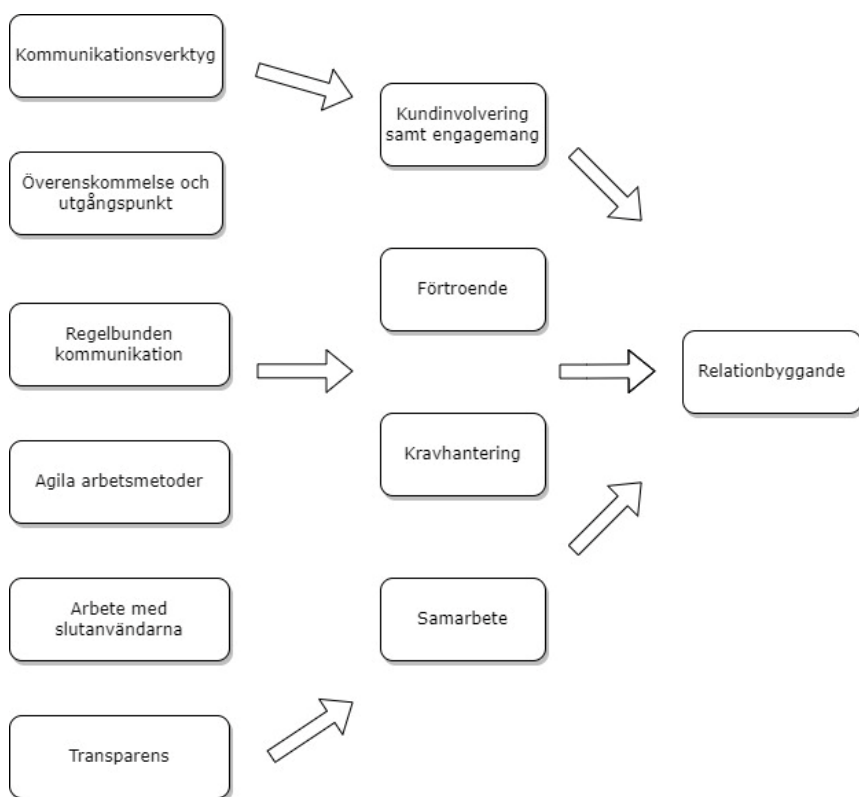 Kommunikationsverktyg
Överenskommelse och
utgångspunkt
Regelbunden
kommunikation
Agila arbetsmetoder
Arbete med
slutanvändarna
Transparens
Kundinvolvering
samt engagemang
Förtroende
Kravhantering
Samarbete
Relationbyggande